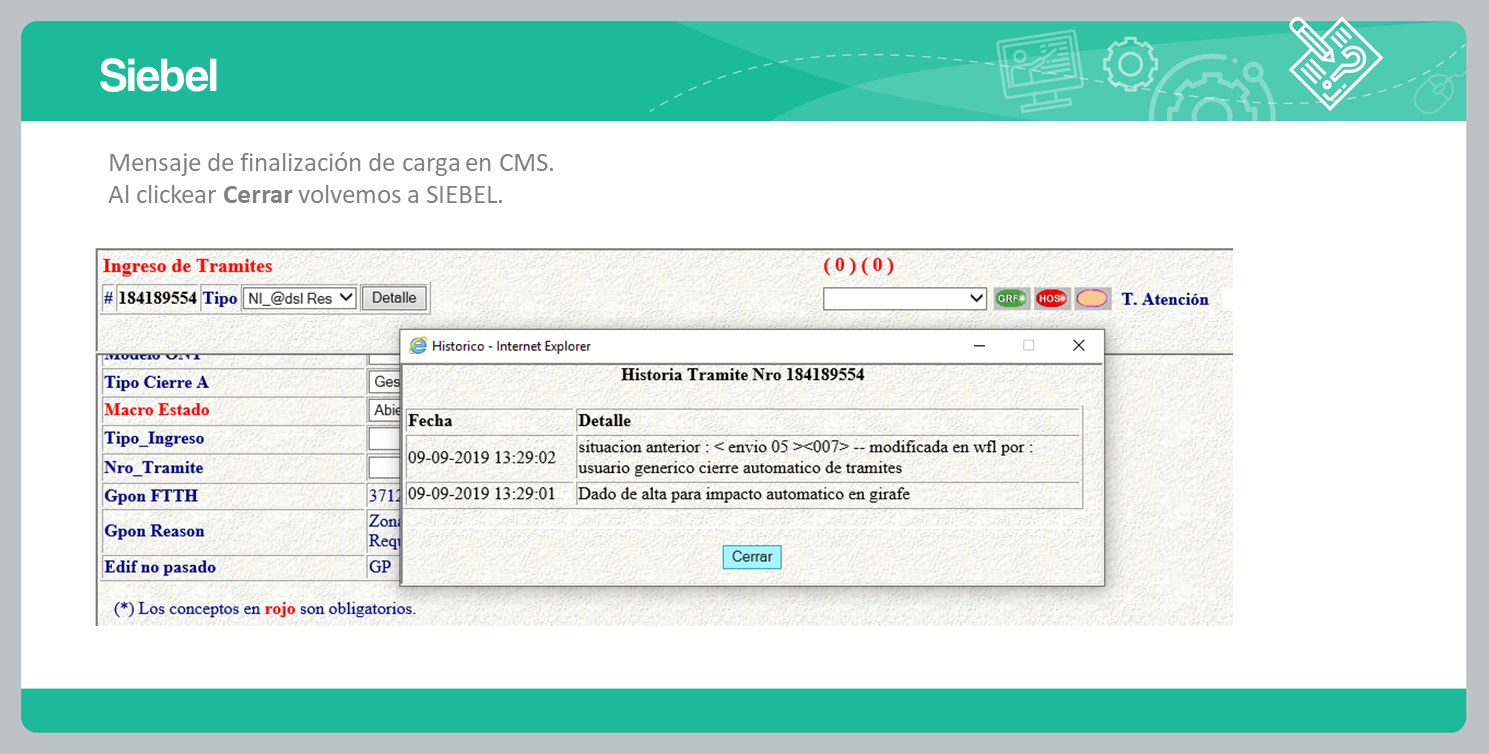 Siebel
Mensaje de finalización de carga en CMS.
Al clickear Cerrar volvemos a SIEBEL.
Ingreso de Tramites
( 0 ) ( 0 )
# 184189554 Tipo NI_@dsl Res Detalle
GRF HOS T. Atención
Historico - Internet Explorer
Historia Tramite Nro 184189554
Fecha Detalle
09-09-2019 13:29:02 situacion anterior : < envio 05 ><007> -- modificada en wfl por :
usuario generico cierre automatico de tramites
09-09-2019 13:29:01 Dado de alta para impacto automatico en girafe
Cerrar
Modelo ONT
Tipo Cierre A Ges
Macro Estado Abie
Tipo_Ingreso
Nro_Tramite
Gpon FTTH 3712
Gpon Reason Zona
Requ
Edif no pasado GP
(*) Los conceptos en rojo son obligatorios.